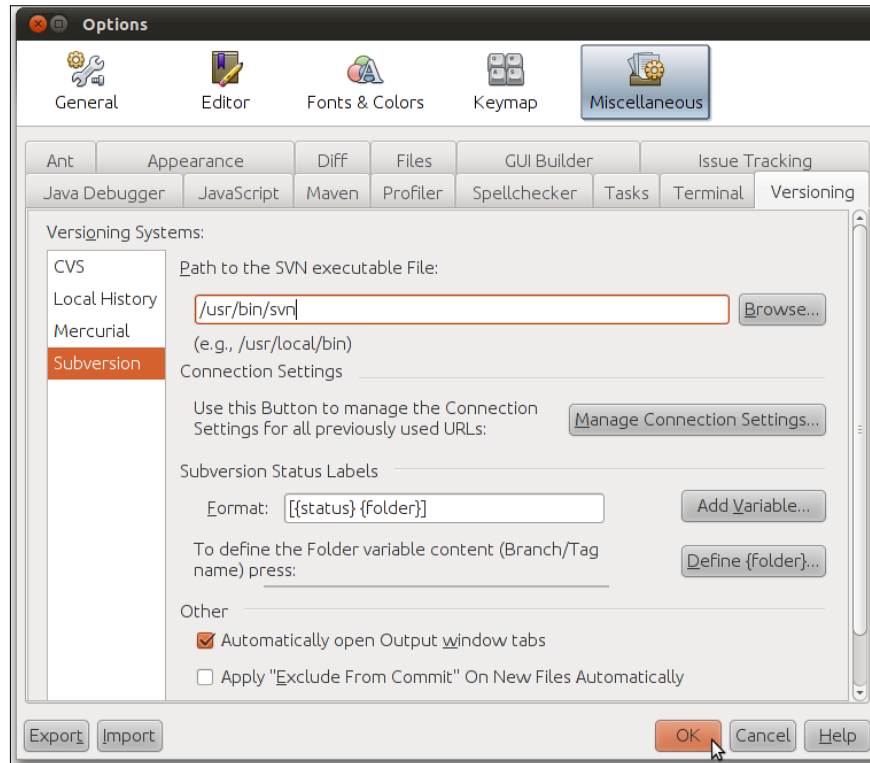 Options
General Editor Fonts & Colors Keymap Miscellaneous
Ant Appearance Diff Files GUI Builder Issue Tracking
Java Debugger JavaScript Maven Profiler Spellchecker Tasks Terminal Versioning
Versioning Systems:
CVS
Local History
Mercurial
Subversion
Path to the SVN executable File:
/usr/bin/svn
Browse...
(e.g., /usr/local/bin)
Connection Settings
Use this Button to manage the Connection
Settings for all previously used URLs:
Manage Connection Settings...
Subversion Status Labels
Format: [{status} {folder}]
Add Variable...
To define the Folder variable content (Branch/Tag
name) press:
Define {folder}...
Other
Automatically open Output window tabs
Apply "Exclude From Commit" On New Files Automatically
Export Import OK Cancel Help